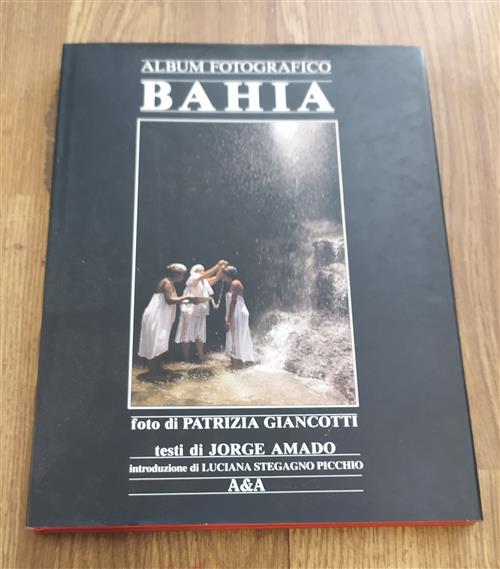 ALBUM FOTOGRAFICO
BAHIA
foto di PATRIZIA GIANCOTTI
testi di JORGE AMADO
introduzione di LUCIANA STEGAGNO PICCHIO
A&A